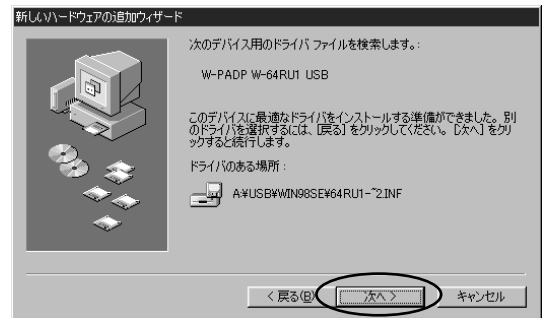 新しいハードウェアの追加ウィザード
次のデバイス用のドライバ ファイルを検索します。:
W-PADP W-64RU1 USB
このデバイスに最適なドライバをインストールする準備ができました。別
のドライバを選択するには、[戻る] をクリックしてください。[次へ] をクリ
ックすると続行します。
ドライバのある場所:
A:¥USB¥WIN98SE¥64RU1-~2.INF
< 戻る(B)
次へ >
キャンセル